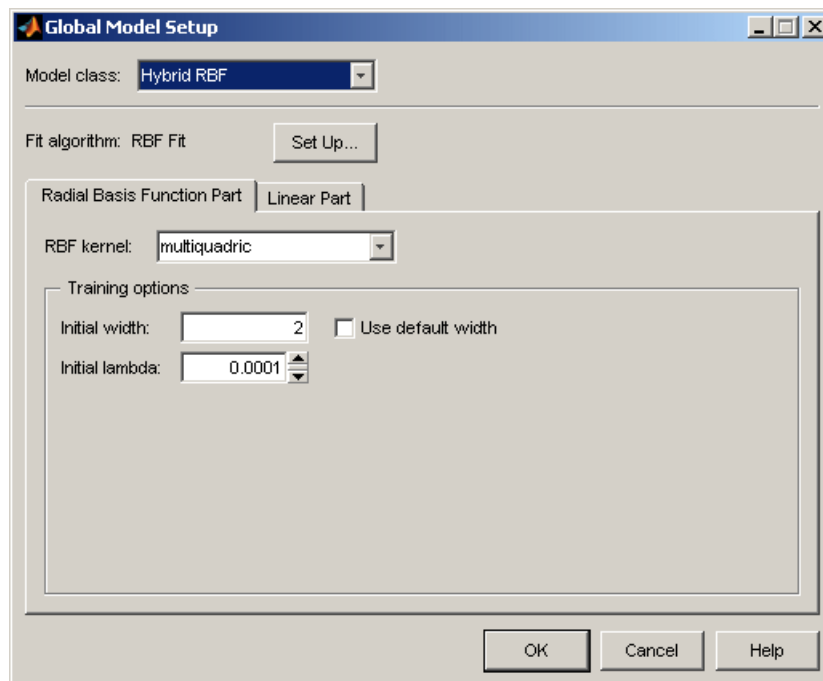 Global Model Setup
Model class: Hybrid RBF
Fit algorithm: RBF Fit Set Up...
Radial Basis Function Part Linear Part
RBF kernel: multiquadric
Training options
Initial width: 2 Use default width
Initial lambda: 0.0001
OK Cancel Help